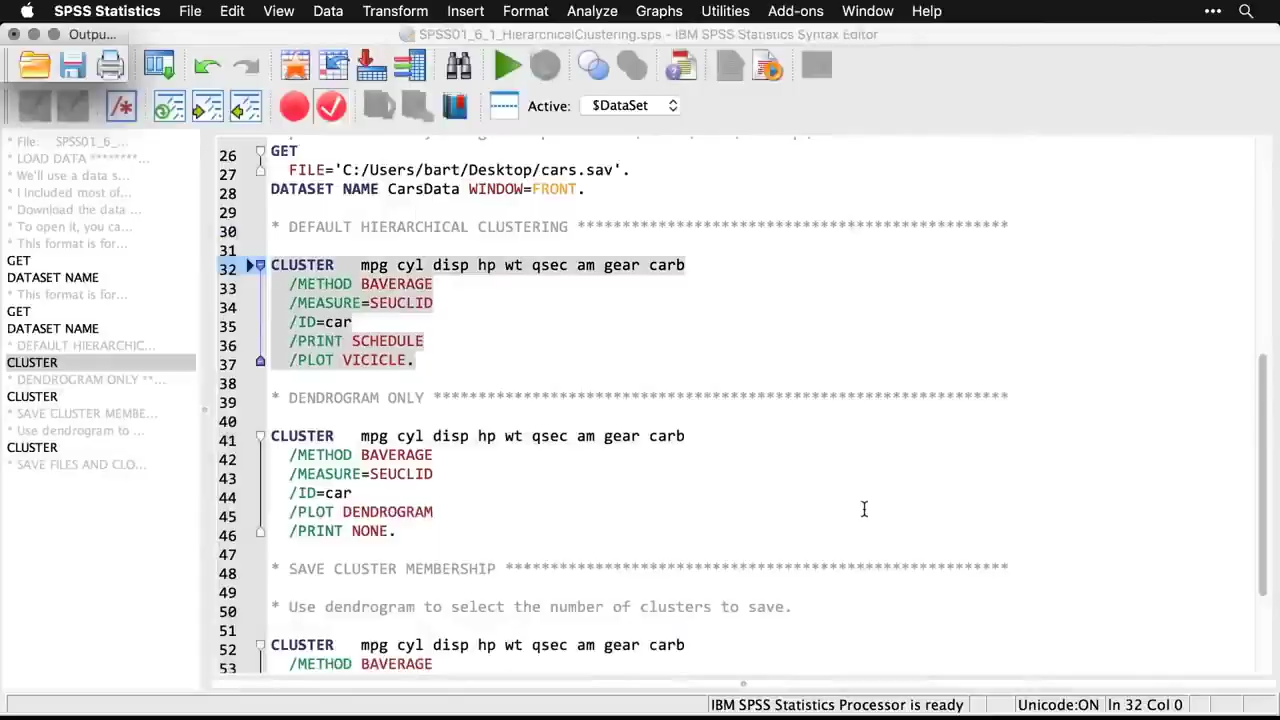 SPSS Statistics File Edit View Data Transform Insert Format Analyze Graphs Utilities Add-ons Window Help
Outpu...
SPSS01_6_1_HierarchicalClustering.sps - IBM SPSS Statistics Syntax Editor
Active: $DataSet
* File: SPSS01_6_...
* LOAD DATA ********...
* We'll use a data s...
* I included most of...
* Download the data ...
* To open it, you ca...
* This format is for...
GET
DATASET NAME
* This format is for...
GET
DATASET NAME
* DEFAULT HIERARCHIC...
CLUSTER
* DENDROGRAM ONLY **...
CLUSTER
* SAVE CLUSTER MEMBE...
* Use dendrogram to ...
CLUSTER
* SAVE FILES AND CLO...
26 GET
27 FILE='C:/Users/bart/Desktop/cars.sav'.
28 DATASET NAME CarsData WINDOW=FRONT.
29
30 * DEFAULT HIERARCHICAL CLUSTERING ************************************************
31
32 CLUSTER mpg cyl disp hp wt qsec am gear carb
33 /METHOD BAVERAGE
34 /MEASURE=SEUCLID
35 /ID=car
36 /PRINT SCHEDULE
37 /PLOT VICICLE.
38
39 * DENDROGRAM ONLY ****************************************************************
40
41 CLUSTER mpg cyl disp hp wt qsec am gear carb
42 /METHOD BAVERAGE
43 /MEASURE=SEUCLID
44 /ID=car
45 /PLOT DENDROGRAM
46 /PRINT NONE.
47
48 * SAVE CLUSTER MEMBERSHIP ********************************************************
49
50 * Use dendrogram to select the number of clusters to save.
51
52 CLUSTER mpg cyl disp hp wt qsec am gear carb
53 /METHOD BAVERAGE
IBM SPSS Statistics Processor is ready Unicode:ON In 32 Col 0